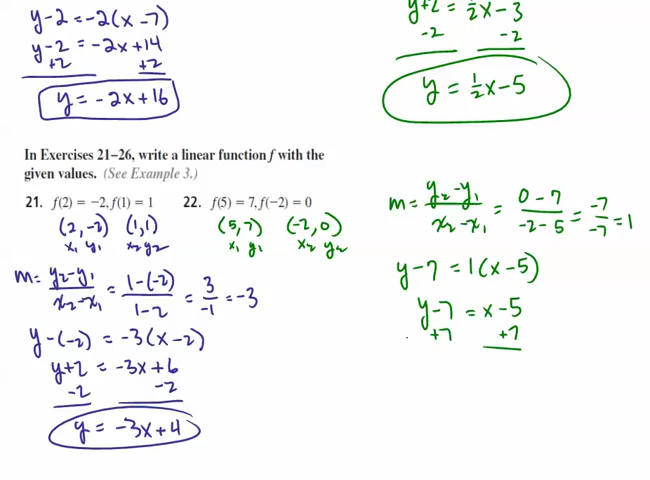 y-2 = -2(x-7)
y-2 = -2x+14
+2 +2
y = -2x+16
y+2 = 1/2x-3
-2 -2
y = 1/2x-5
In Exercises 21–26, write a linear function f with the
given values. (See Example 3.)
21. f(2) = −2, f(1) = 1 22. f(5) = 7, f(−2) = 0
(2,-2) (1,1)
x₁ y₁ x₂ y₂
m = y₂-y₁/x₂-x₁ = 1-(-2)/1-2 = 3/-1 = -3
y-(-2) = -3(x-2)
y+2 = -3x+6
-2 -2
y = -3x+4
(5,7) (-2,0)
x₁ y₁ x₂ y₂
m = y₂-y₁/x₂-x₁ = 0-7/-2-5 = -7/-7 = 1
y-7 = 1(x-5)
y-7 = x-5
+7 +7